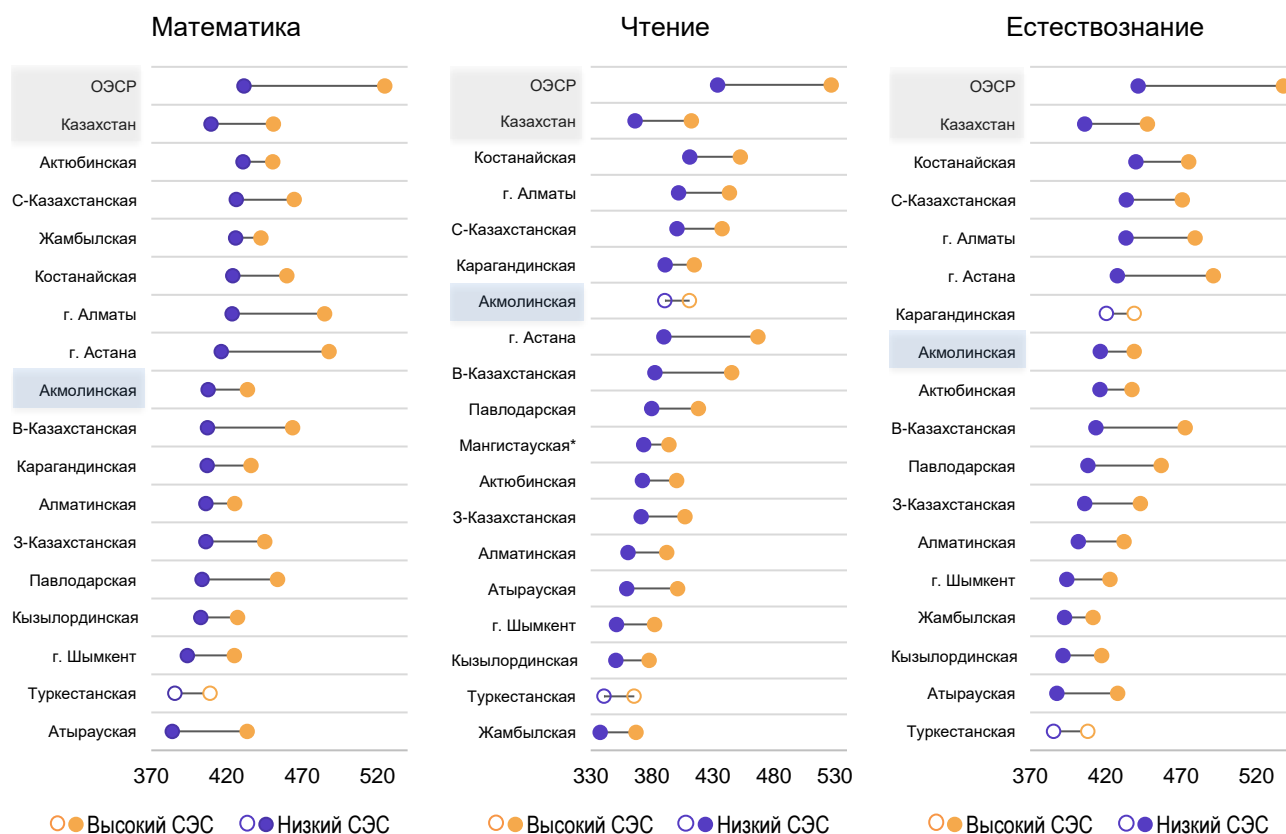 Математика
ОЭСР
Казахстан
Актюбинская
С-Казахстанская
Жамбылская
Костанайская
г. Алматы
г. Астана
Акмолинская
В-Казахстанская
Карагандинская
Алматинская
З-Казахстанская
Павлодарская
Кызылординская
г. Шымкент
Туркестанская
Атырауская
370 420 470 520
Высокий СЭС Низкий СЭС
Чтение
ОЭСР
Казахстан
Костанайская
г. Алматы
С-Казахстанская
Карагандинская
Акмолинская
г. Астана
В-Казахстанская
Павлодарская
Мангистауская*
Актюбинская
З-Казахстанская
Алматинская
Атырауская
г. Шымкент
Кызылординская
Туркестанская
Жамбылская
330 380 430 480 530
Высокий СЭС Низкий СЭС
Естествознание
ОЭСР
Казахстан
Костанайская
С-Казахстанская
г. Алматы
г. Астана
Карагандинская
Акмолинская
Актюбинская
В-Казахстанская
Павлодарская
З-Казахстанская
Алматинская
г. Шымкент
Жамбылская
Кызылординская
Атырауская
Туркестанская
370 420 470 520
Высокий СЭС Низкий СЭС